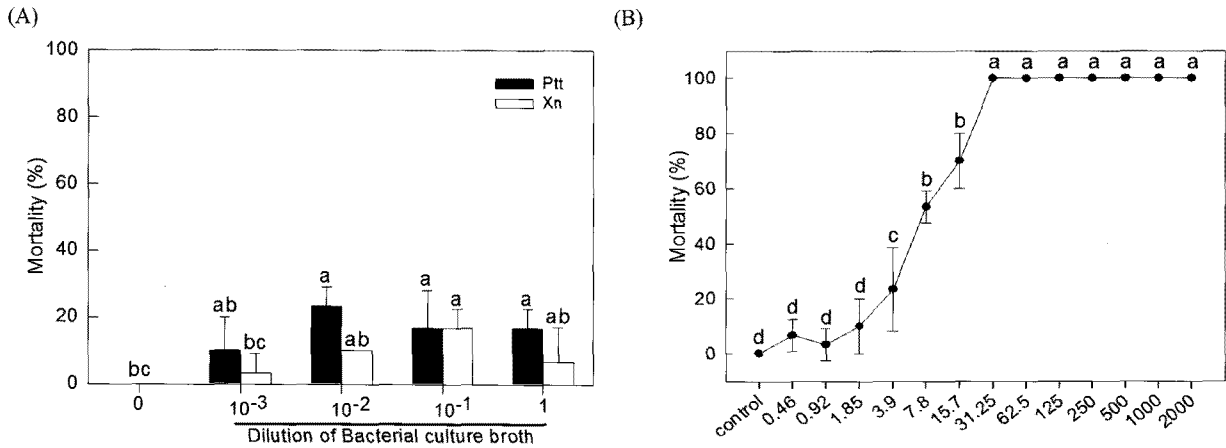 (A)
100
80
60
40
20
0
Mortality (%)
Ptt
Xn
bc
ab
bc
a
ab
a
a
a
ab
0
10-3
10-2
10-1
1
Dilution of Bacterial culture broth
(B)
100
80
60
40
20
0
Mortality (%)
d
d
d
d
c
b
b
a
a
a
a
a
a
a
control
0.46
0.92
1.85
3.9
7.8
15.7
31.25
62.5
125
250
500
1000
2000